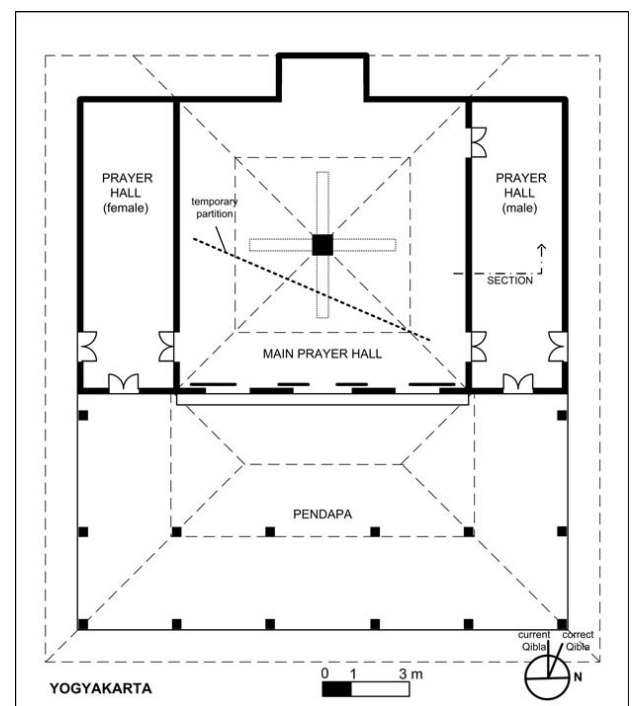 PRAYER
HALL
(female)
temporary
partition
PRAYER
HALL
(male)
SECTION
MAIN PRAYER HALL
PENDAPA
current
Qibla
correct
Qibla
N
YOGYAKARTA
0 1 3 m